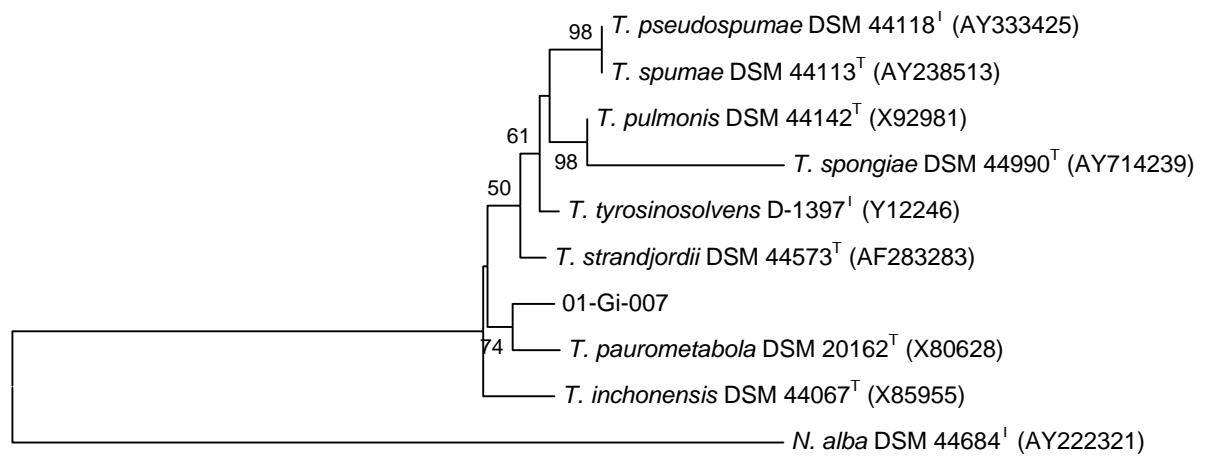 98 T. pseudospumae DSM 44118ᴵ (AY333425)
T. spumae DSM 44113ᵀ (AY238513)
T. pulmonis DSM 44142ᵀ (X92981)
61
98 T. spongiae DSM 44990ᵀ (AY714239)
50
T. tyrosinosolvens D-1397ᴵ (Y12246)
T. strandjordii DSM 44573ᵀ (AF283283)
01-Gi-007
74 T. paurometabola DSM 20162ᵀ (X80628)
T. inchonensis DSM 44067ᵀ (X85955)
N. alba DSM 44684ᴵ (AY222321)